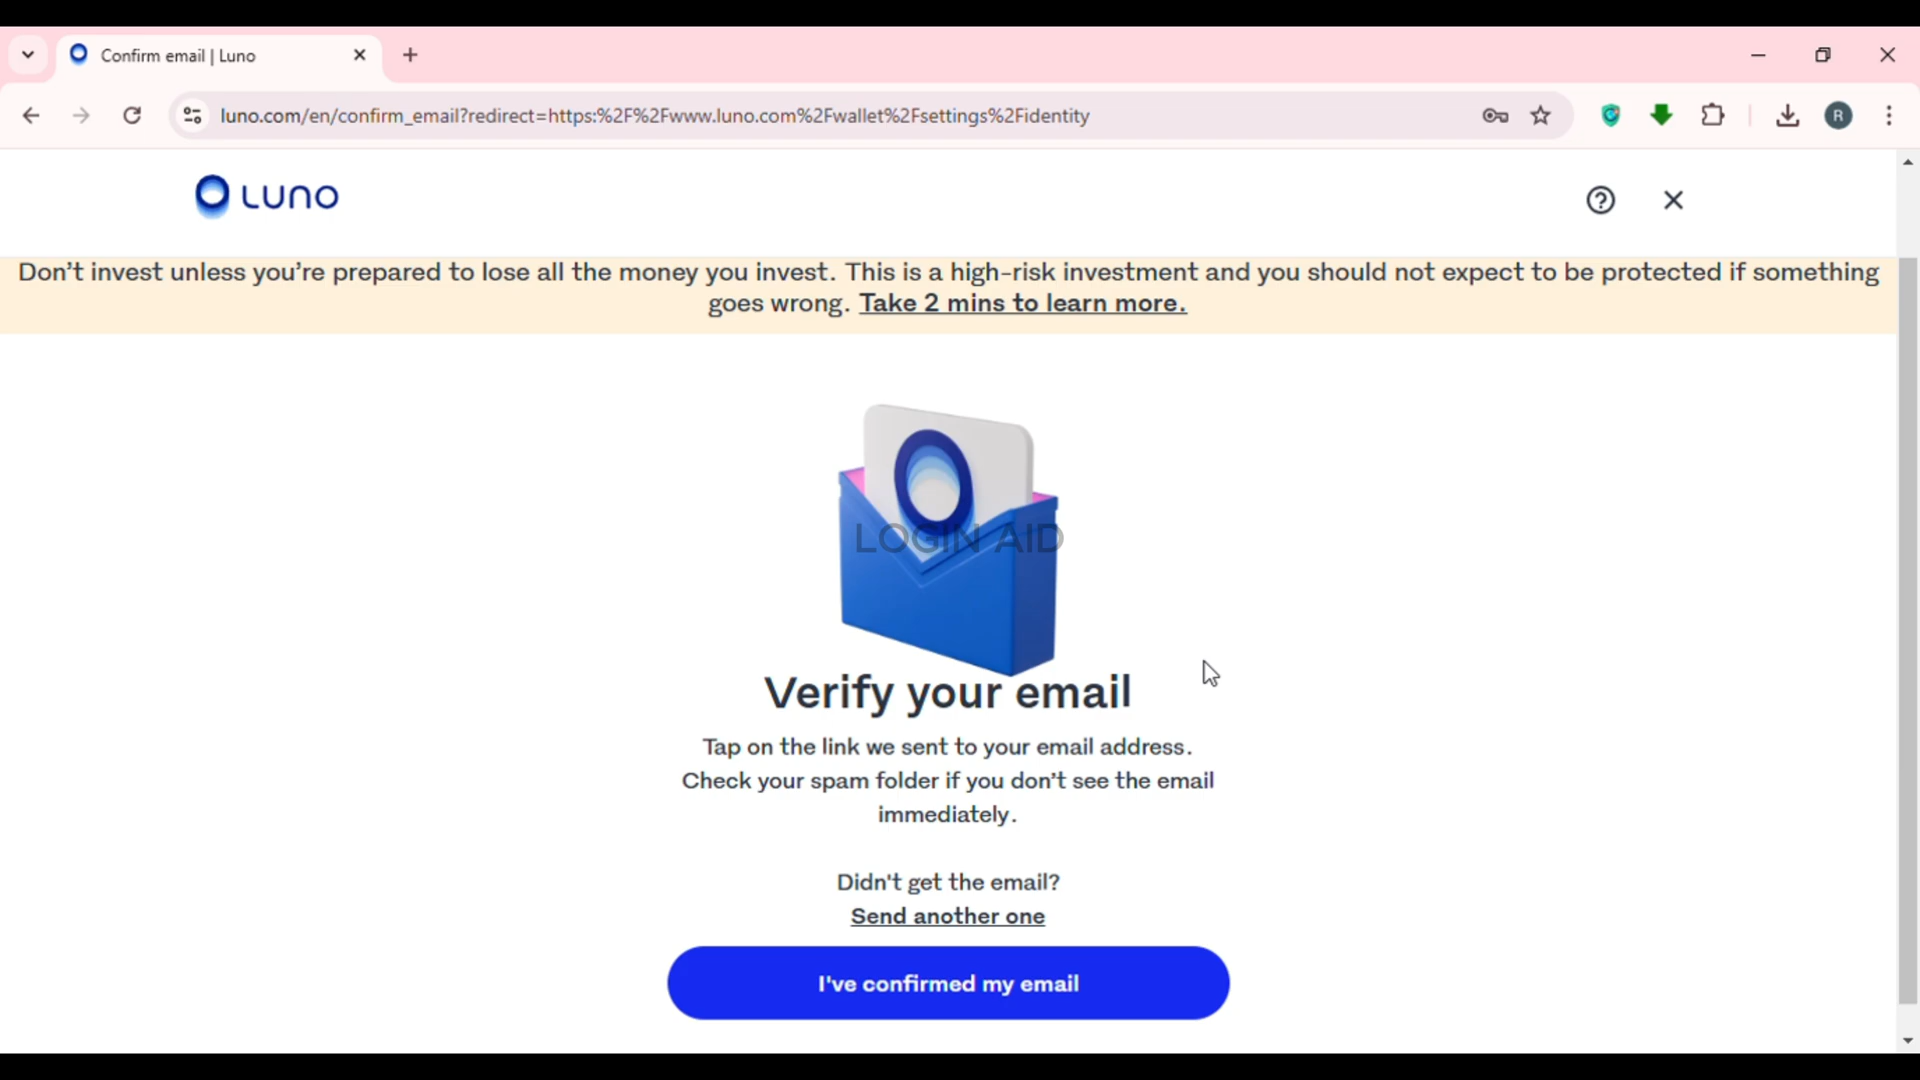 Confirm email | Luno
luno.com/en/confirm_email?redirect=https:%2F%2Fwww.luno.com%2Fwallet%2Fsettings%2Fidentity
R
LUNO
Don't invest unless you're prepared to lose all the money you invest. This is a high-risk investment and you should not expect to be protected if something
goes wrong. Take 2 mins to learn more.
LOGIN AID
Verify your email
Tap on the link we sent to your email address.
Check your spam folder if you don't see the email
immediately.
Didn't get the email?
Send another one
I've confirmed my email